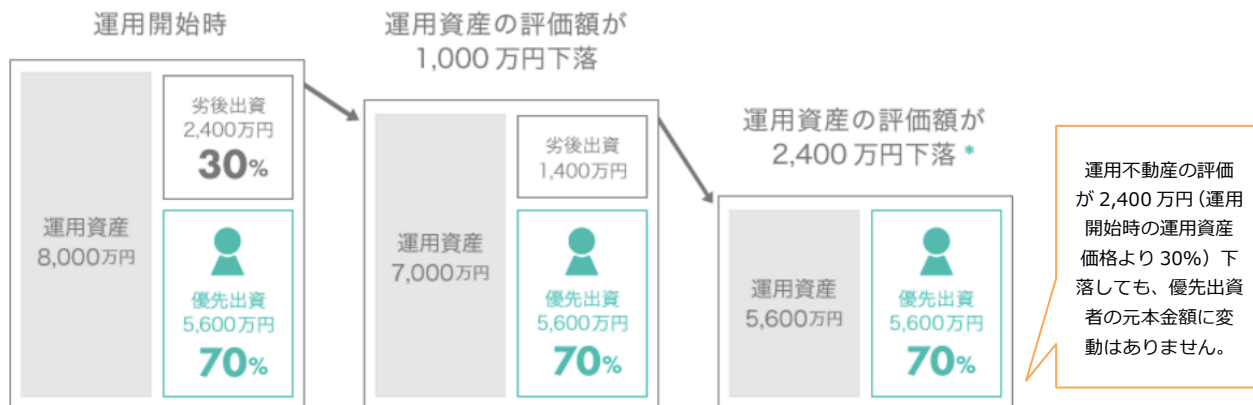 運用開始時
運用資産
8,000万円
劣後出資
2,400万円
30%
優先出資
5,600万円
70%
運用資産の評価額が
1,000 万円下落
運用資産
7,000万円
劣後出資
1,400万円
優先出資
5,600万円
70%
運用資産の評価額が
2,400 万円下落 *
運用資産
5,600万円
優先出資
5,600万円
70%
運用不動産の評価
が 2,400 万円（運用
開始時の運用資産
価格より 30%）下
落しても、優先出資
者の元本金額に変
動はありません。